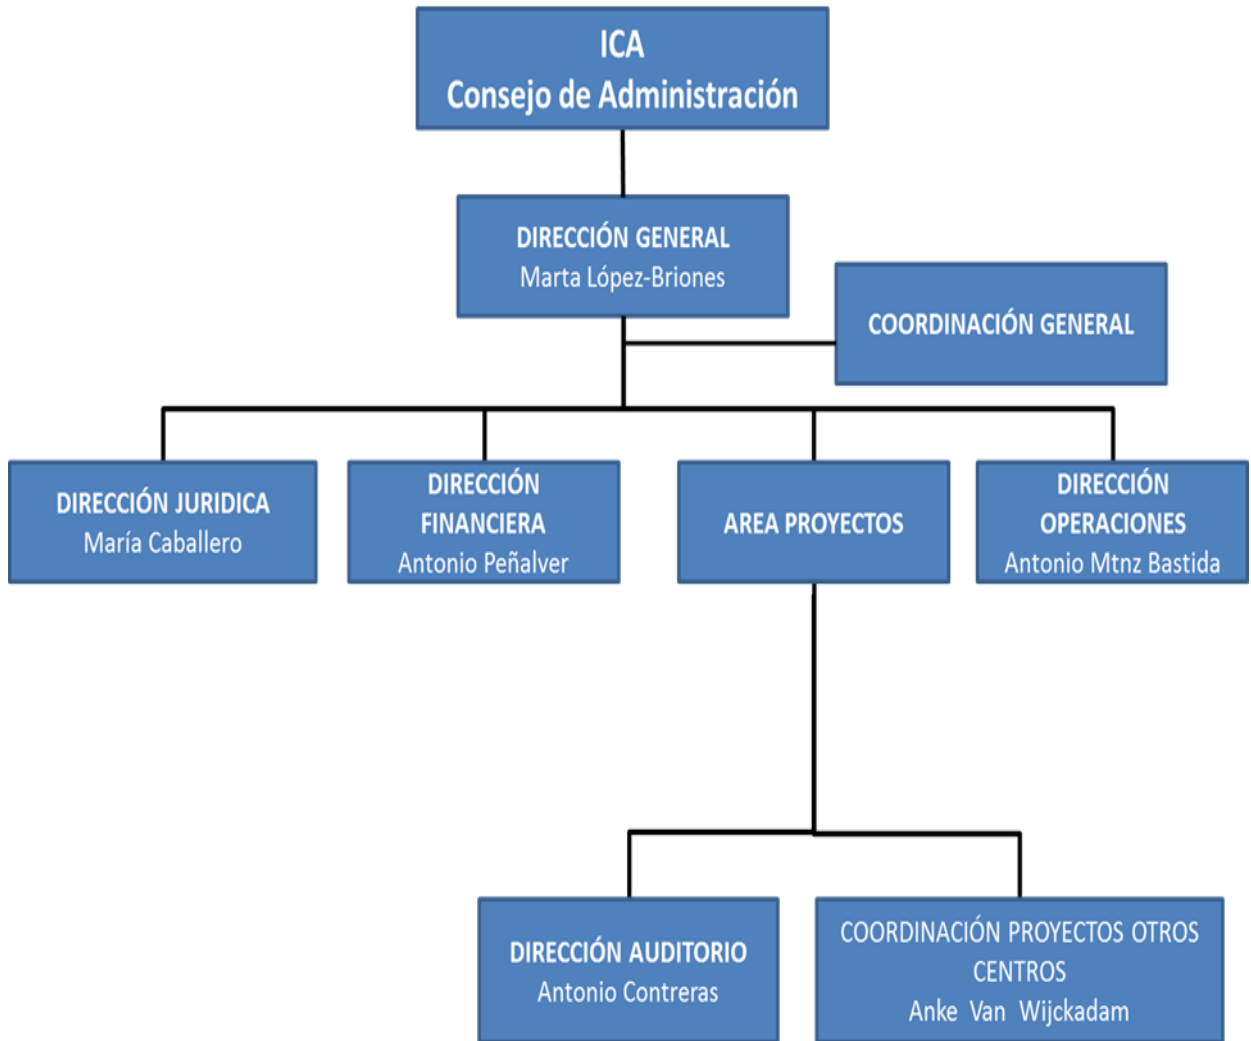 ICA
Consejo de Administración
DIRECCIÓN GENERAL
Marta López-Briones
COORDINACIÓN GENERAL
DIRECCIÓN JURIDICA
María Caballero
DIRECCIÓN
FINANCIERA
Antonio Peñalver
AREA PROYECTOS
DIRECCIÓN
OPERACIONES
Antonio Mtnz Bastida
DIRECCIÓN AUDITORIO
Antonio Contreras
COORDINACIÓN PROYECTOS OTROS
CENTROS
Anke Van Wijckadam